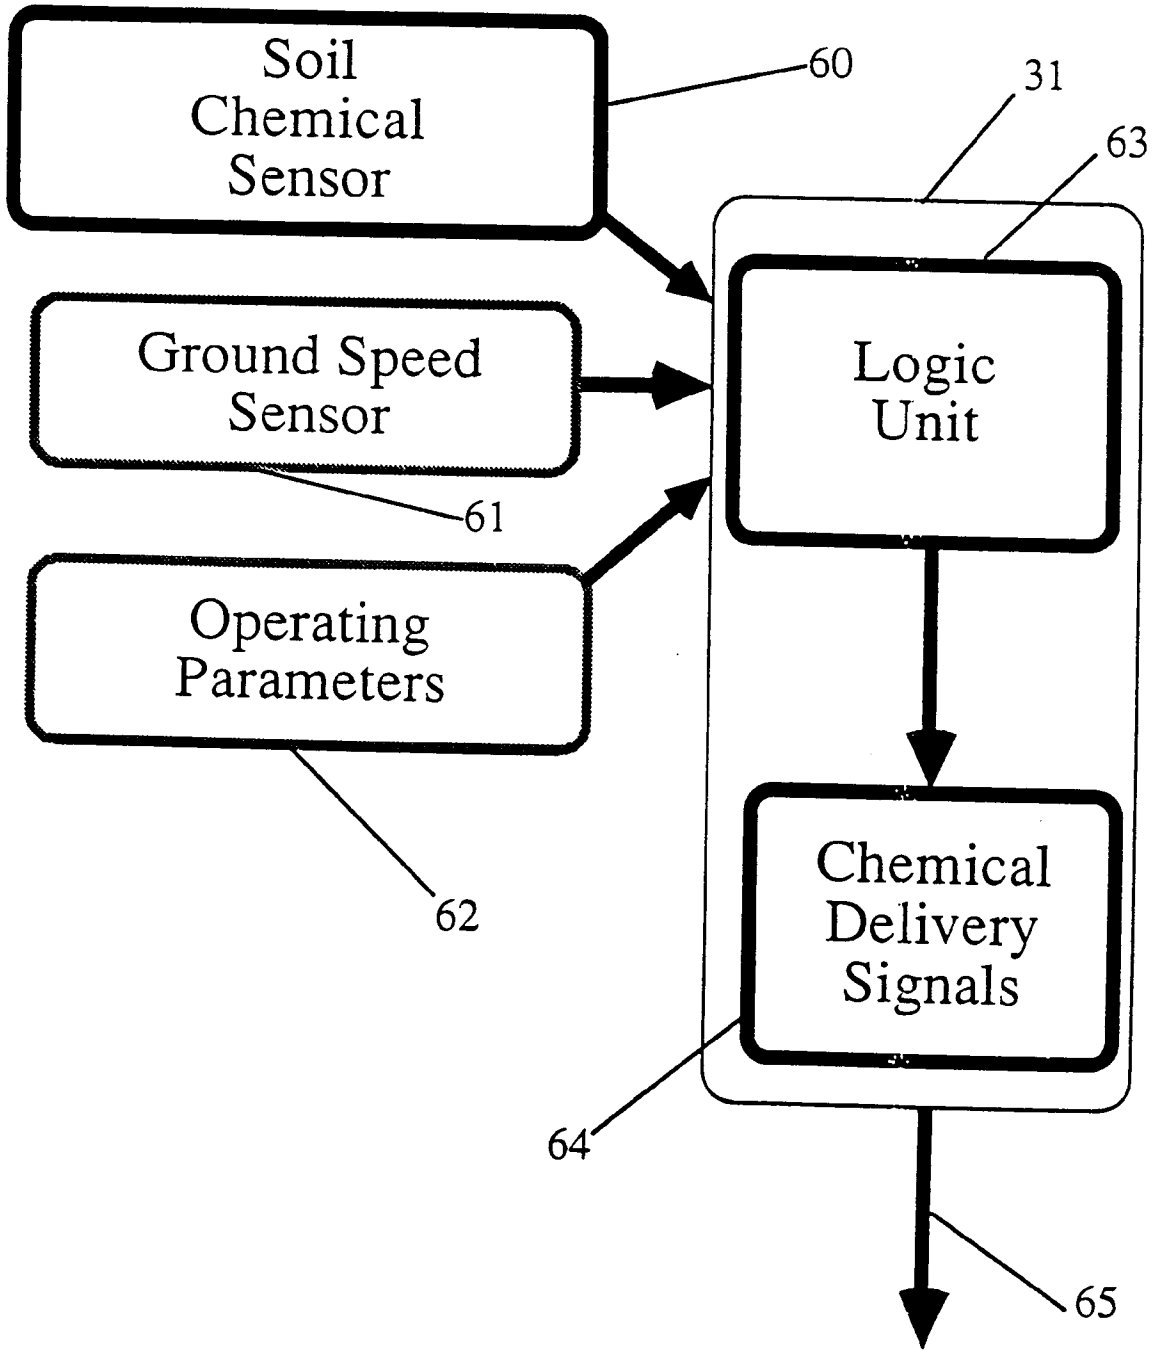 Soil
Chemical
Sensor
60
31
63
Ground Speed
Sensor
61
Logic
Unit
Operating
Parameters
62
Chemical
Delivery
Signals
64
65